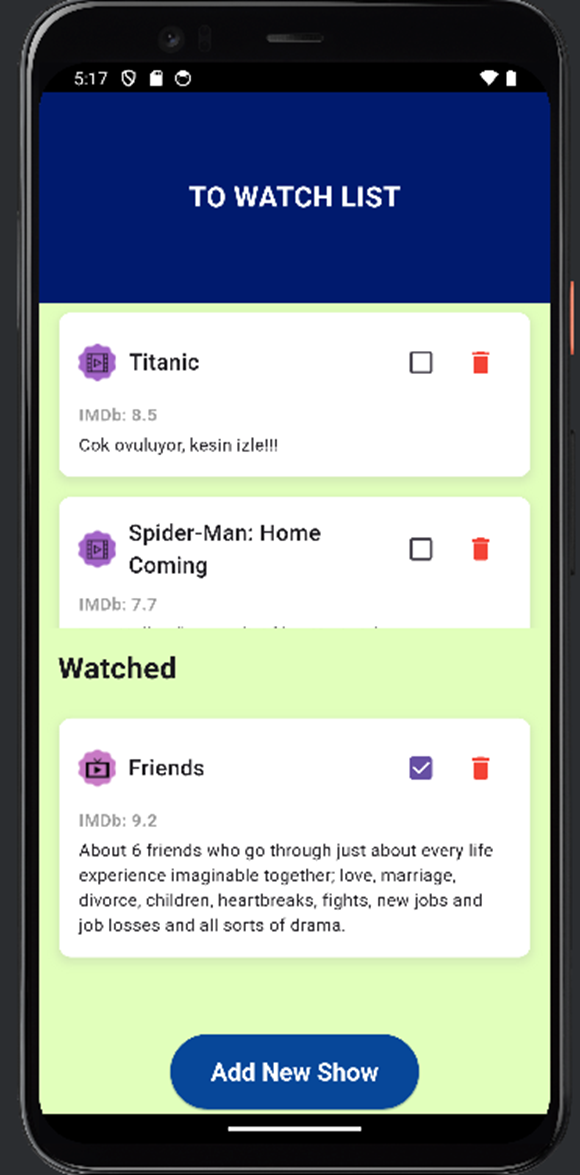 5:17
TO WATCH LIST
Titanic
IMDb: 8.5
Cok ovuluyor, kesin izle!!!
Spider-Man: Home
Coming
IMDb: 7.7
Watched
Friends
IMDb: 9.2
About 6 friends who go through just about every life
experience imaginable together; love, marriage,
divorce, children, heartbreaks, fights, new jobs and
job losses and all sorts of drama.
Add New Show